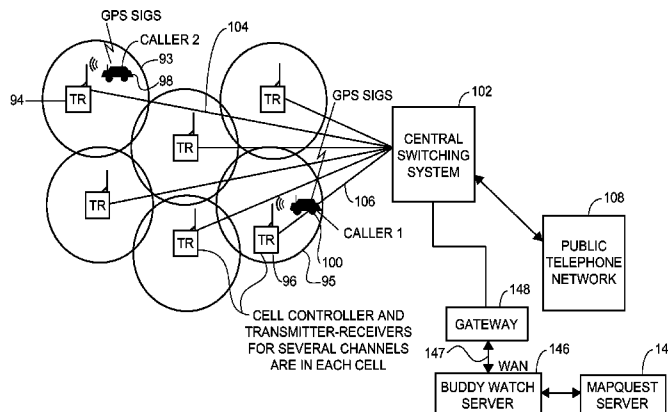 GPS SIGS
CALLER 2
93
98
104
94
TR
TR
TR
GPS SIGS
102
CENTRAL
SWITCHING
SYSTEM
TR
TR
TR
106
CALLER 1
100
95
96
108
PUBLIC
TELEPHONE
NETWORK
CELL CONTROLLER AND
TRANSMITTER-RECEIVERS
FOR SEVERAL CHANNELS
ARE IN EACH CELL
148
GATEWAY
147
WAN
146
BUDDY WATCH
SERVER
14
MAPQUEST
SERVER